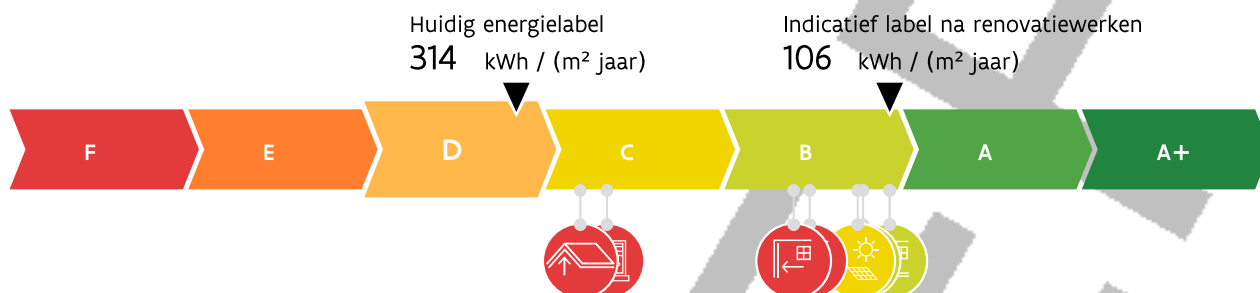 Huidig energielabel
314 kWh / (m² jaar)
Indicatief label na renovatiewerken
106 kWh / (m² jaar)
F E D C B A A+